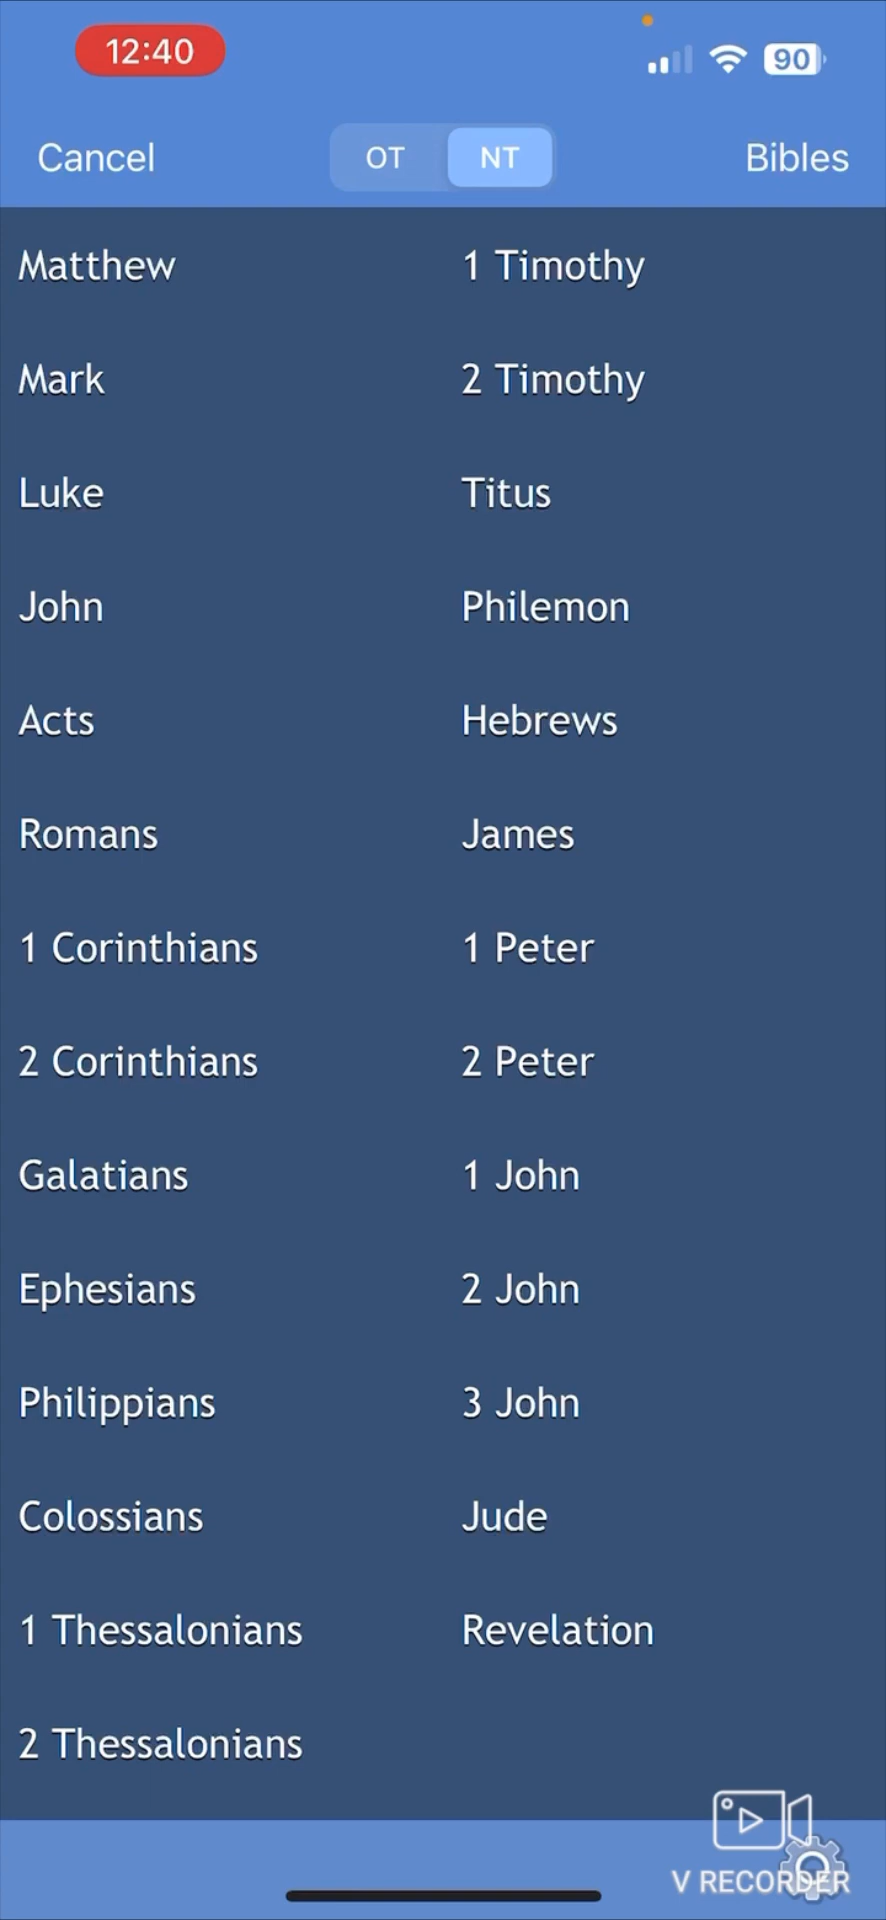 12:40
90
Cancel
OT
NT
Bibles
Matthew
Mark
Luke
John
Acts
Romans
1 Corinthians
2 Corinthians
Galatians
Ephesians
Philippians
Colossians
1 Thessalonians
2 Thessalonians
1 Timothy
2 Timothy
Titus
Philemon
Hebrews
James
1 Peter
2 Peter
1 John
2 John
3 John
Jude
Revelation
V RECORDER